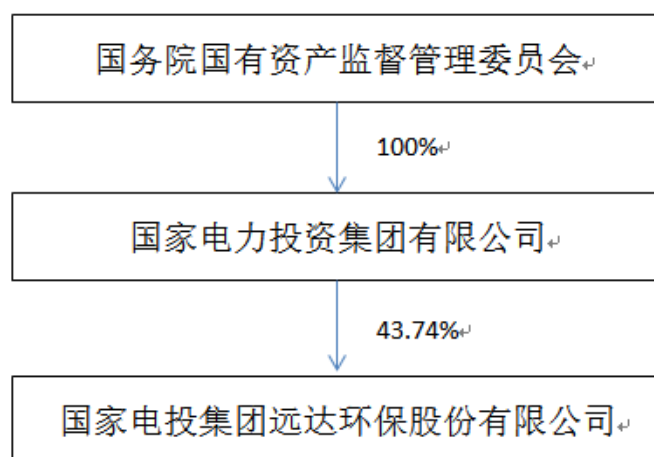 国务院国有资产监督管理委员会
100%
国家电力投资集团有限公司
43.74%
国家电投集团远达环保股份有限公司